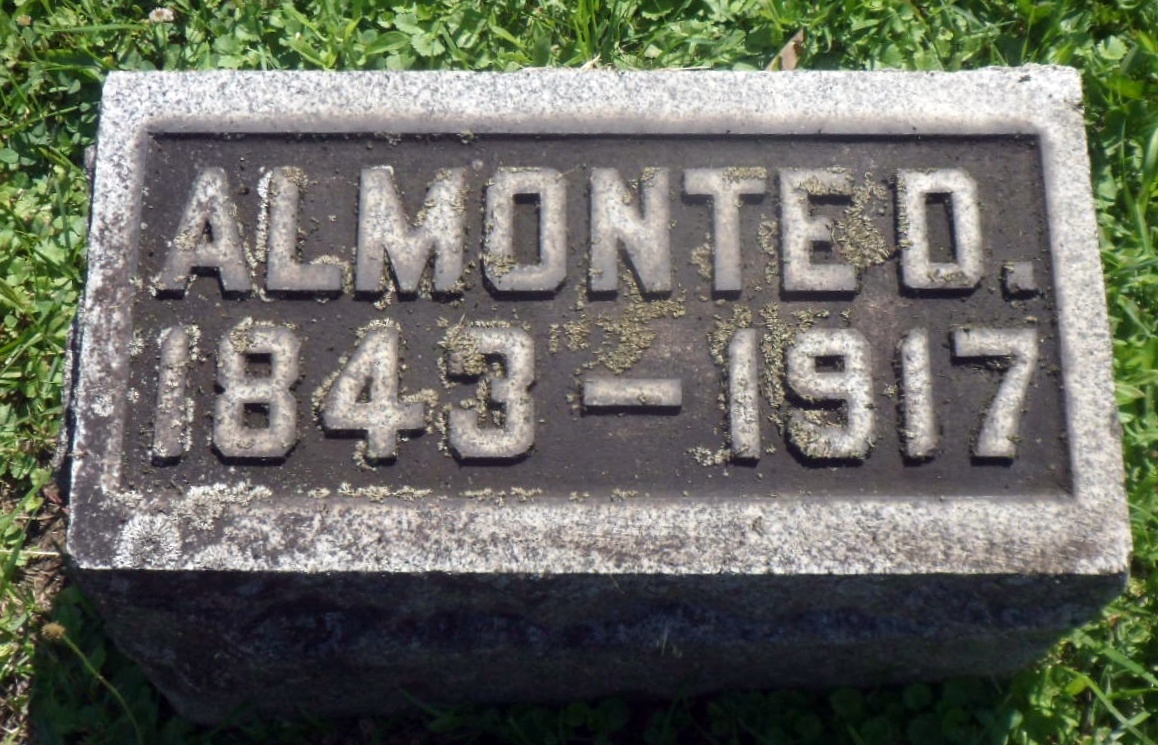 ALMONTE D.
1843 – 1917